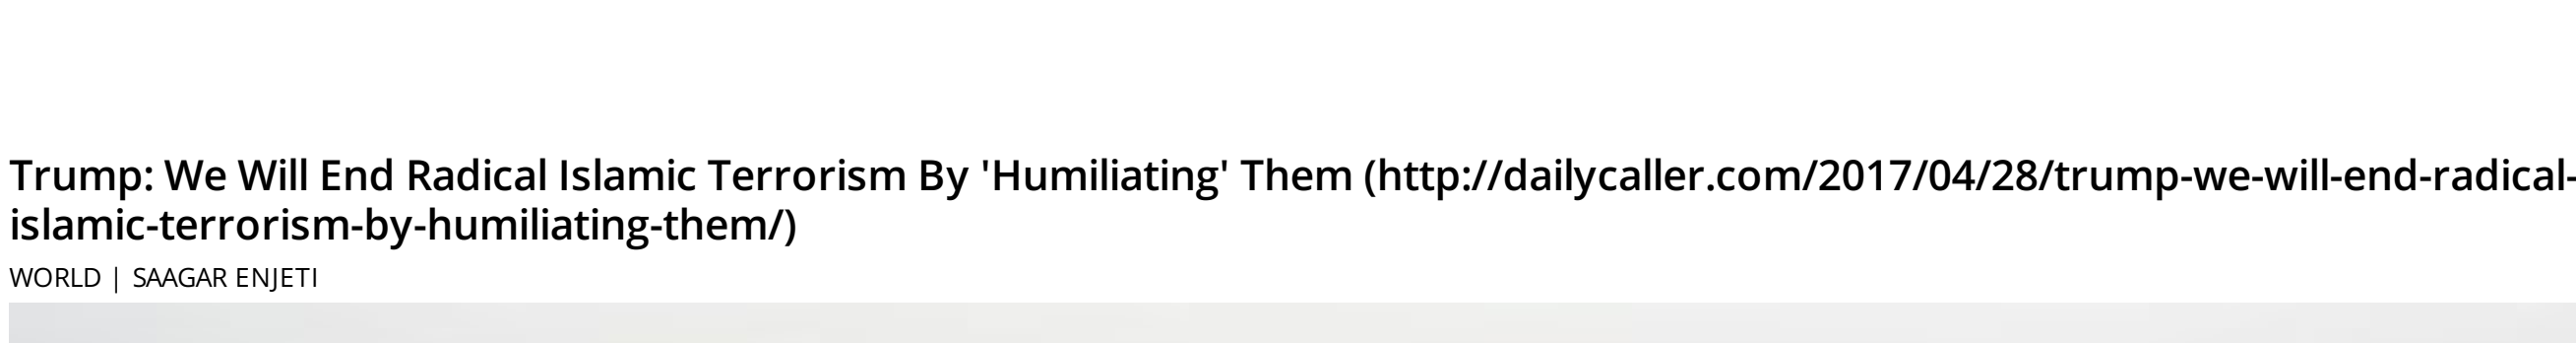 Trump: We Will End Radical Islamic Terrorism By 'Humiliating' Them (http://dailycaller.com/2017/04/28/trump-we-will-end-radical-
islamic-terrorism-by-humiliating-them/)
WORLD | SAAGAR ENJETI